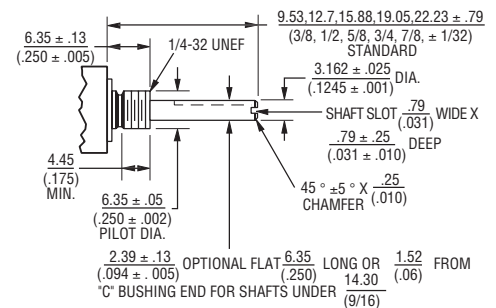 9.53,12.7,15.88,19.05,22.23 ± .79
(3/8, 1/2, 5/8, 3/4, 7/8, ± 1/32)
STANDARD
6.35 ± .13
(.250 ± .005)
1/4-32 UNEF
3.162 ± .025
(.1245 ± .001)
DIA.
SHAFT SLOT .79
(.031)
WIDE X
.79 ± .25
(.031 ± .010)
DEEP
4.45
(.175)
MIN.
6.35 ± .05
(.250 ± .002)
PILOT DIA.
45 ° ±5 ° X .25
(.010)
CHAMFER
2.39 ± .13
(.094 ± . 005)
OPTIONAL FLAT 6.35
(.250)
LONG OR 1.52
(.06)
FROM
"C" BUSHING END FOR SHAFTS UNDER 14.30
(9/16)